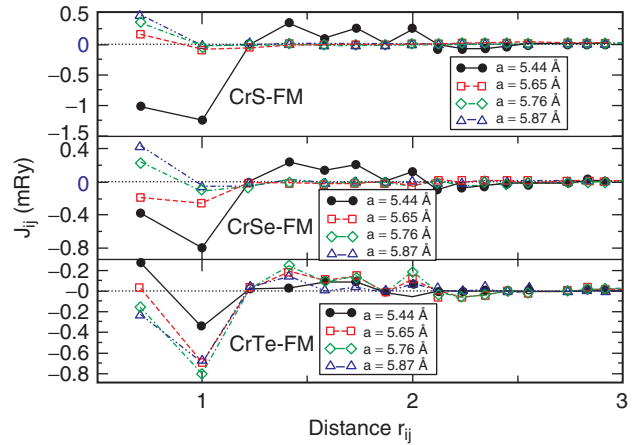 0.5
0
−0.5
−1
−1.5
CrS-FM
a = 5.44 Å
a = 5.65 Å
a = 5.76 Å
a = 5.87 Å
0.4
0
−0.4
−0.8
CrSe-FM
a = 5.44 Å
a = 5.65 Å
a = 5.76 Å
a = 5.87 Å
−0.2
−0
−0.4
−0.6
−0.8
CrTe-FM
a = 5.44 Å
a = 5.65 Å
a = 5.76 Å
a = 5.87 Å
J_ij (mRy)
1 2 3
Distance r_ij